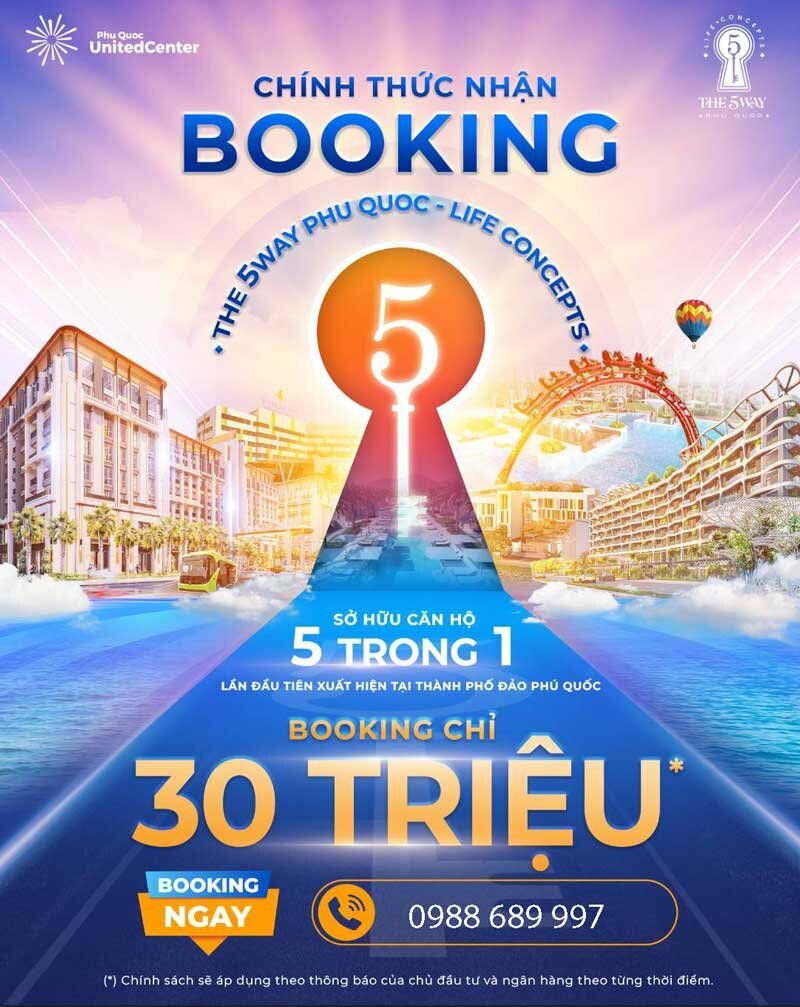 Phu Quoc
UnitedCenter
LIFE • CONCEPTS
5
THE 5WAY
PHU QUOC
CHÍNH THỨC NHẬN
BOOKING
• THE 5WAY PHU QUOC - LIFE CONCEPTS •
5
SỞ HỮU CĂN HỘ
5 TRONG 1
LẦN ĐẦU TIÊN XUẤT HIỆN TẠI THÀNH PHỐ ĐẢO PHÚ QUỐC
BOOKING CHỈ
30 TRIỆU*
BOOKING
NGAY
0988 689 997
(*) Chính sách sẽ áp dụng theo thông báo của chủ đầu tư và ngân hàng theo từng thời điểm.